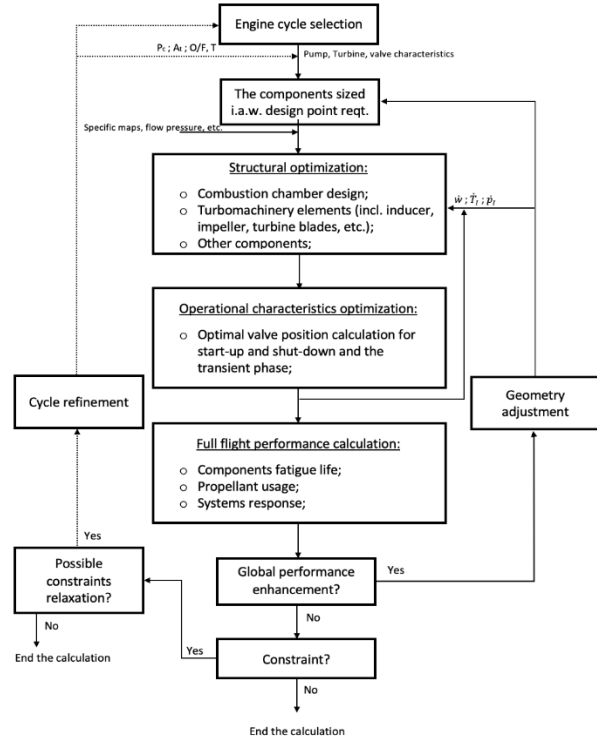 Engine cycle selection
Pc ; At ; O/F, T
Pump, Turbine, valve characteristics
The components sized
i.a.w. design point reqt.
Specific maps, flow pressure, etc.
Structural optimization:
o Combustion chamber design;
o Turbomachinery elements (incl. inducer,
impeller, turbine blades, etc.);
o Other components;
ẇ ; ṪI ; ṗI
Operational characteristics optimization:
o Optimal valve position calculation for
start-up and shut-down and the
transient phase;
Cycle refinement
Geometry
adjustment
Full flight performance calculation:
o Components fatigue life;
o Propellant usage;
o Systems response;
Yes
Possible
constraints
relaxation?
Global performance
enhancement?
Yes
No
No
Yes
Constraint?
End the calculation
No
End the calculation